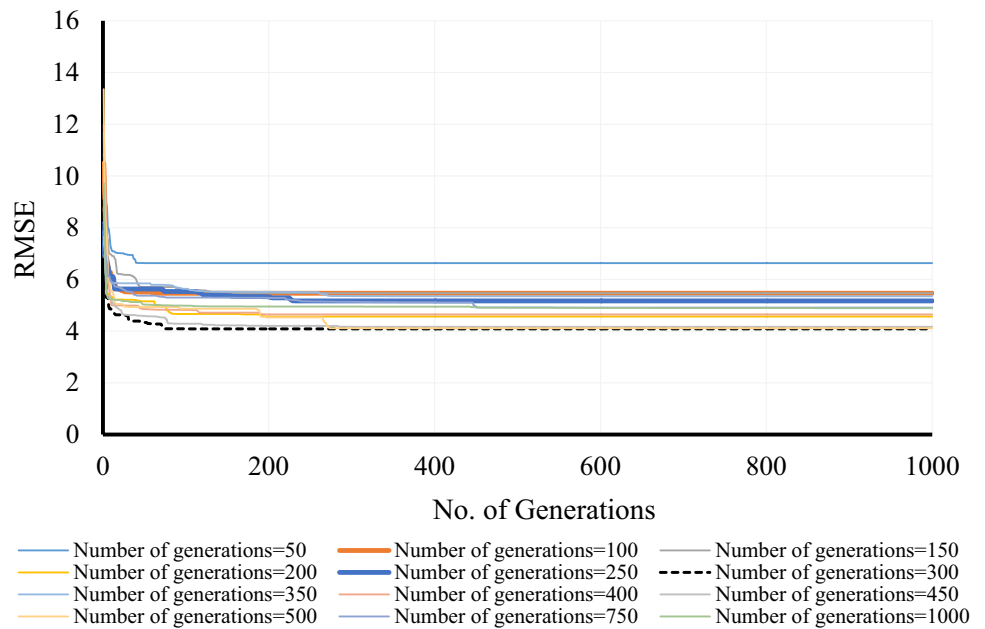 16
14
12
10
8
6
4
2
0
RMSE
0 200 400 600 800 1000
No. of Generations
Number of generations=50 Number of generations=100 Number of generations=150
Number of generations=200 Number of generations=250 Number of generations=300
Number of generations=350 Number of generations=400 Number of generations=450
Number of generations=500 Number of generations=750 Number of generations=1000